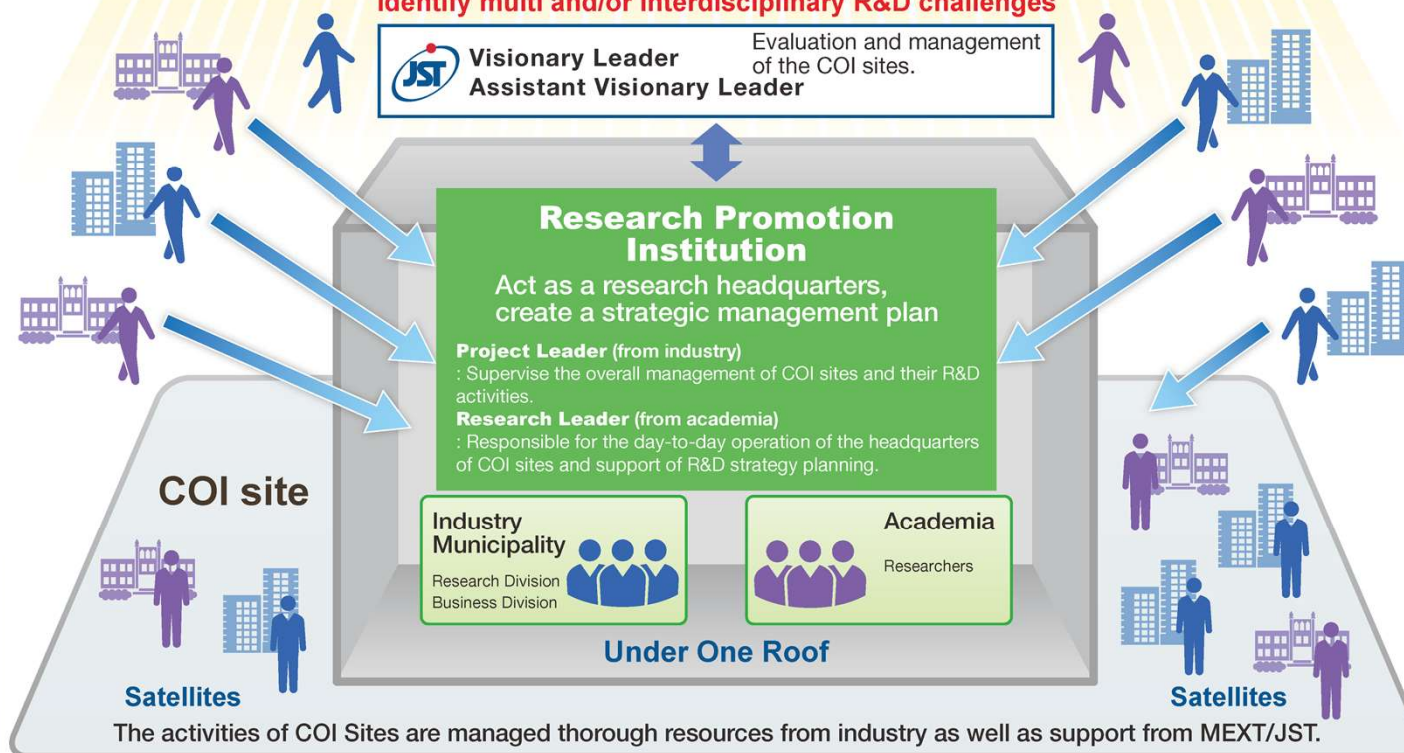 Identify multi and/or interdisciplinary R&D challenges
JST
Visionary Leader
Assistant Visionary Leader
Evaluation and management
of the COI sites.
Research Promotion
Institution
Act as a research headquarters,
create a strategic management plan
Project Leader (from industry)
: Supervise the overall management of COI sites and their R&D
activities.
Research Leader (from academia)
: Responsible for the day-to-day operation of the headquarters
of COI sites and support of R&D strategy planning.
COI site
Industry
Municipality
Research Division
Business Division
Academia
Researchers
Under One Roof
Satellites
Satellites
The activities of COI Sites are managed thorough resources from industry as well as support from MEXT/JST.